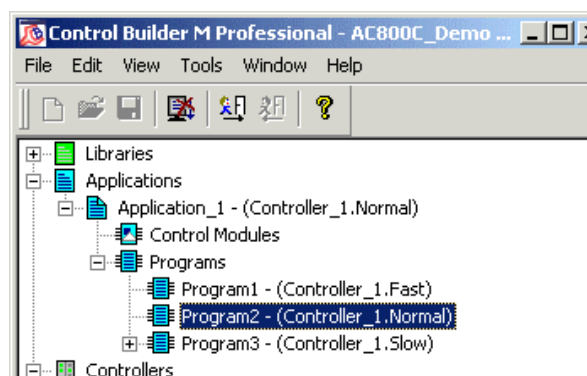 Control Builder M Professional - AC800C_Demo ...
File Edit View Tools Window Help
Libraries
Applications
Application_1 - (Controller_1.Normal)
Control Modules
Programs
Program1 - (Controller_1.Fast)
Program2 - (Controller_1.Normal)
Program3 - (Controller_1.Slow)
Controllers